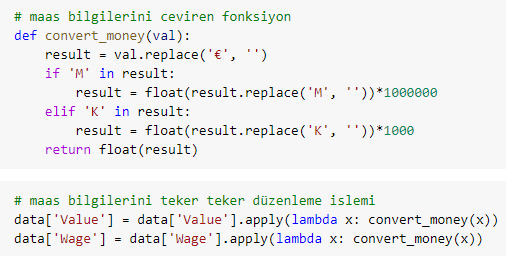 # maas bilgilerini ceviren fonksiyon
def convert_money(val):
    result = val.replace('€', '')
    if 'M' in result:
        result = float(result.replace('M', ''))*1000000
    elif 'K' in result:
        result = float(result.replace('K', ''))*1000
    return float(result)
# maas bilgilerini teker teker düzenleme islemi
data['Value'] = data['Value'].apply(lambda x: convert_money(x))
data['Wage'] = data['Wage'].apply(lambda x: convert_money(x))